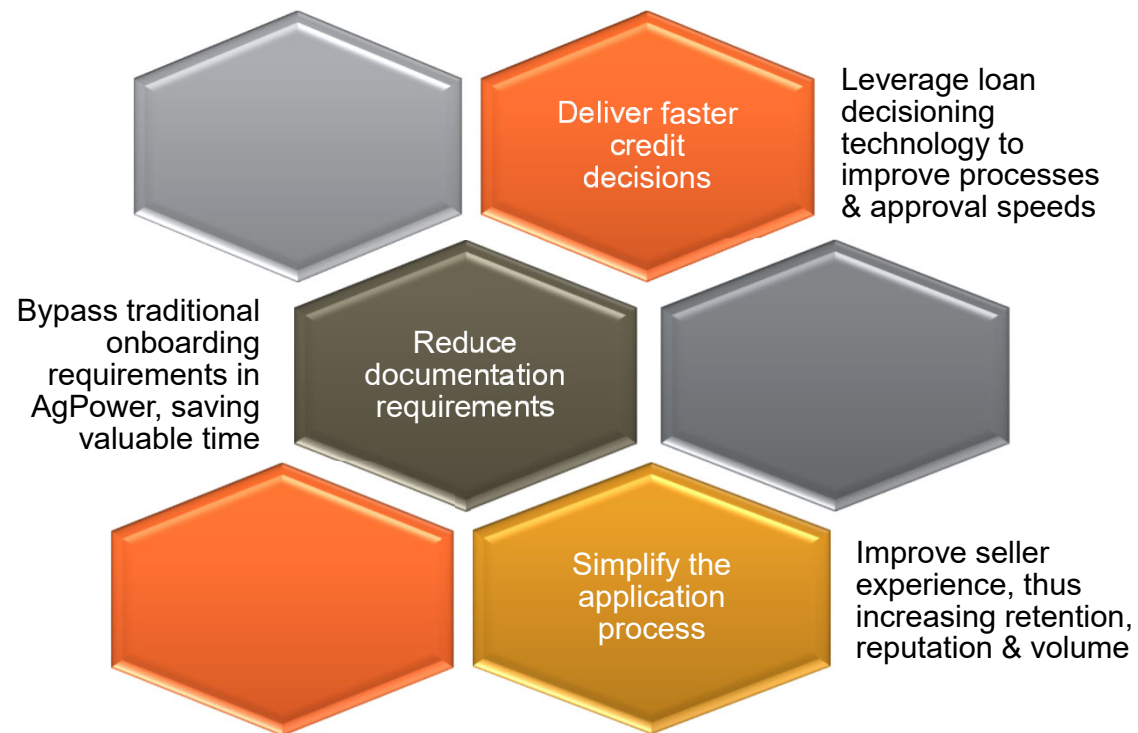 Deliver faster
credit
decisions
Leverage loan
decisioning
technology to
improve processes
& approval speeds
Bypass traditional
onboarding
requirements in
AgPower, saving
valuable time
Reduce
documentation
requirements
Simplify the
application
process
Improve seller
experience, thus
increasing retention,
reputation & volume